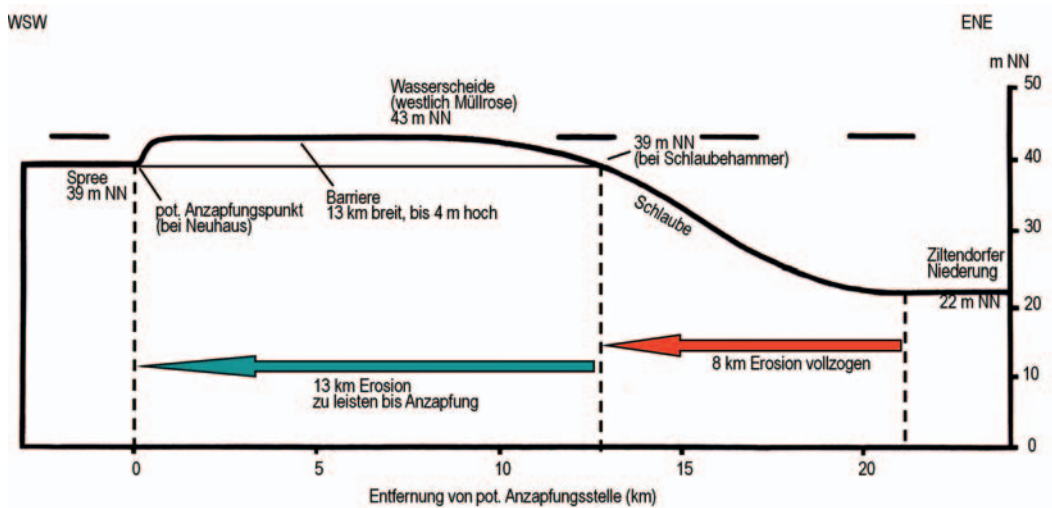 WSW
ENE
m NN
Wasserscheide
(westlich Müllrose)
43 m NN
39 m NN
(bei Schlaubehammer)
Spree
39 m NN
pot. Anzapfungspunkt
(bei Neuhaus)
Barriere
13 km breit, bis 4 m hoch
Schlaube
Ziltendorfer
Niederung
22 m NN
8 km Erosion vollzogen
13 km Erosion
zu leisten bis Anzapfung
50
40
30
20
10
0
0 5 10 15 20
Entfernung von pot. Anzapfungsstelle (km)